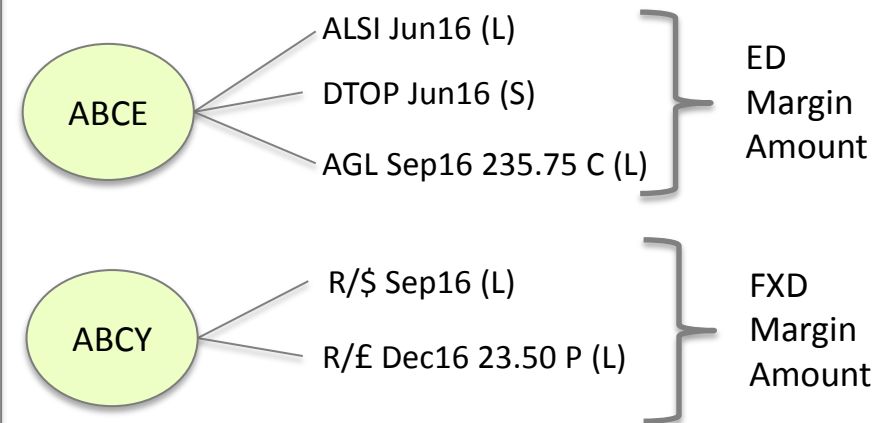 ABCE
ALSI Jun16 (L)
DTOP Jun16 (S)
AGL Sep16 235.75 C (L)
ED
Margin
Amount
ABCY
R/$ Sep16 (L)
R/£ Dec16 23.50 P (L)
FXD
Margin
Amount